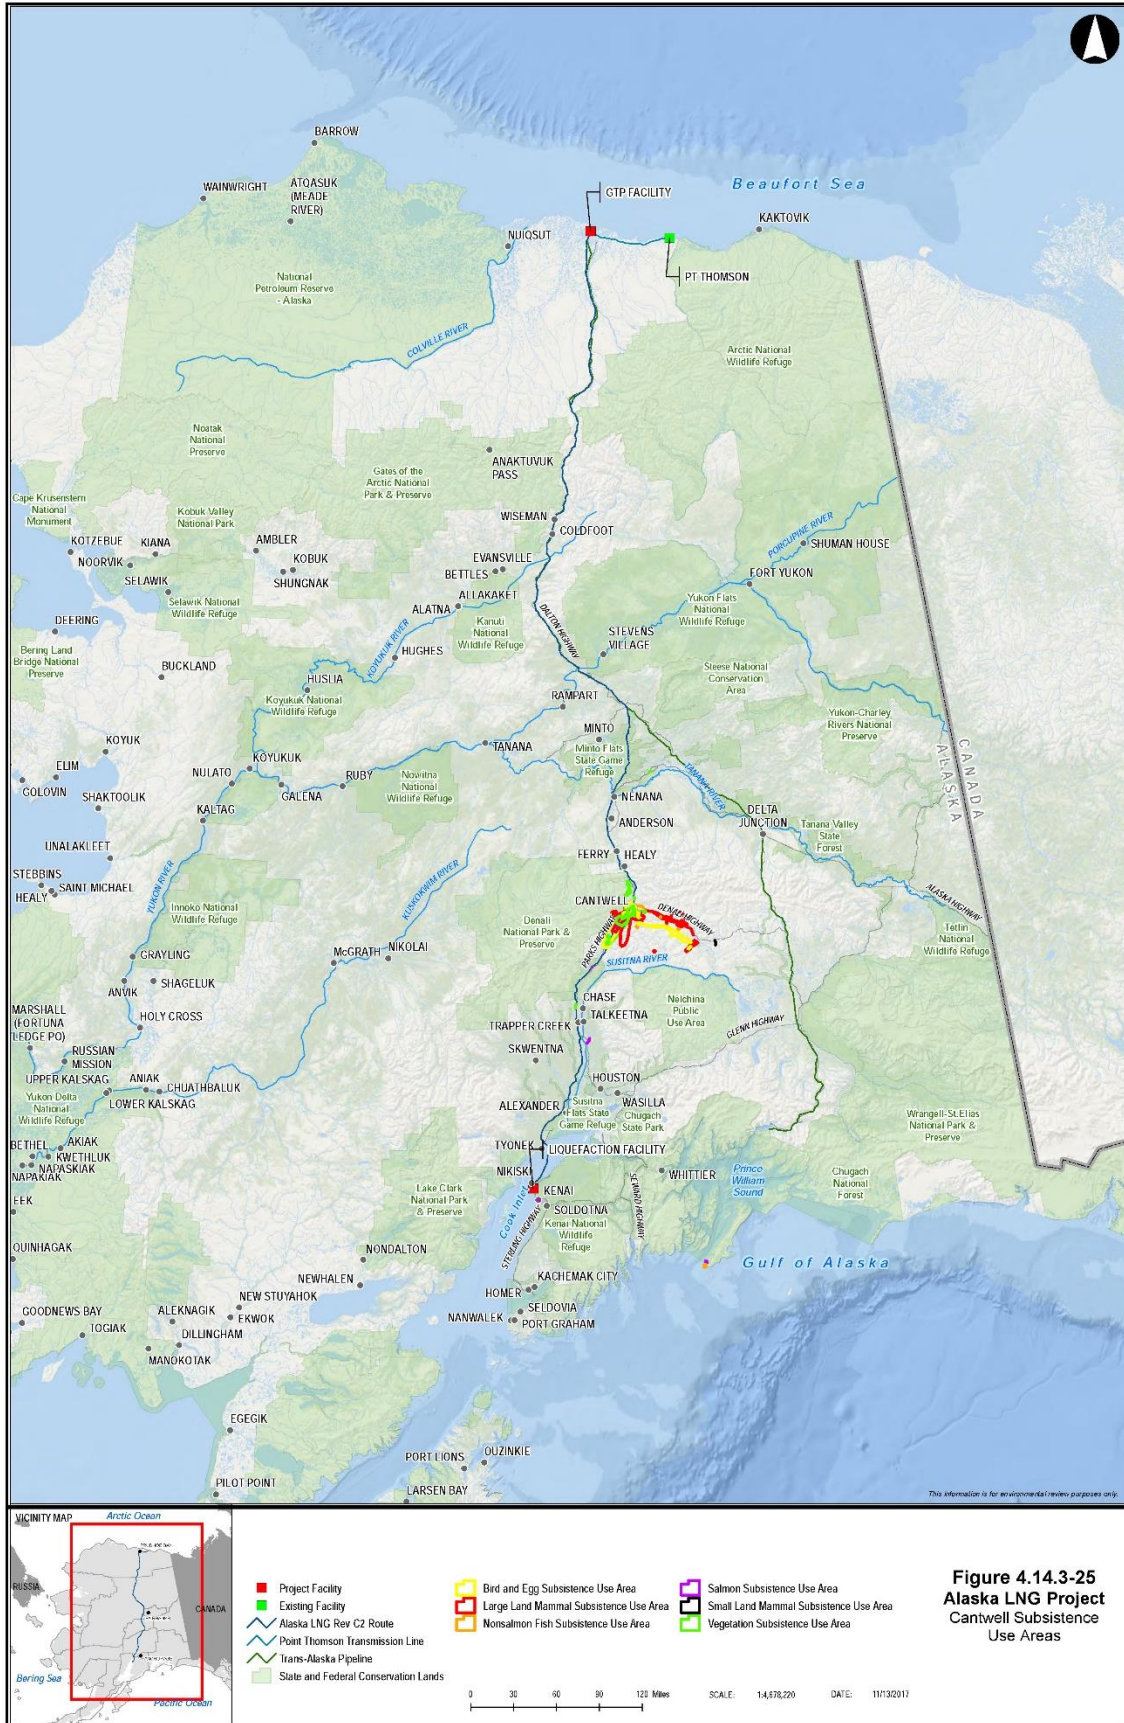 BARROW
WAINWRIGHT
ATQASUK
(MEADE
RIVER)
GTP FACILITY
Beaufort Sea
KAKTOVIK
NUIQSUT
PT THOMSON
National
Petroleum Reserve
- Alaska
COLVILLE RIVER
Arctic National
Wildlife Refuge
Noatak
National
Preserve
ANAKTUVUK
PASS
Gates of the
Arctic National
Park & Preserve
Cape Krusenstern
National
Monument
Kobuk Valley
National Park
WISEMAN
COLDFOOT
PORCUPINE RIVER
SHUMAN HOUSE
KOTZEBUE
KIANA
AMBLER
KOBUK
NOORVIK
SHUNGNAK
SELAWIK
EVANSVILLE
BETTLES
FORT YUKON
Selawik National
Wildlife Refuge
ALLAKAKET
ALATNA
Kanuti
National
Wildlife Refuge
DALTON HIGHWAY
Yukon Flats
National
Wildlife Refuge
DEERING
Bering Land
Bridge National
Preserve
BUCKLAND
KOYUKUK RIVER
HUGHES
STEVENS
VILLAGE
Steese National
Conservation
Area
HUSLIA
Koyukuk National
Wildlife Refuge
RAMPART
Yukon-Charley
Rivers National
Preserve
MINTO
Minto Flats
State Game
Refuge
TANANA
KOYUK
KOYUKUK
ELIM
NULATO
RUBY
Nowitna
National
Wildlife Refuge
GOLOVIN
GALENA
SHAKTOOLIK
KALTAG
NENANA
TANANA RIVER
DELTA
JUNCTION
ANDERSON
Tanana Valley
State
Forest
CANADA
ALASKA
UNALAKLEET
FERRY
HEALY
STEBBINS
SAINT MICHAEL
HEALY
YUKON RIVER
KUSKOKWIM RIVER
Innoko National
Wildlife Refuge
CANTWELL
DENALI HIGHWAY
ALASKA HIGHWAY
Denali
National Park &
Preserve
PARKS HIGHWAY
Tetlin
National
Wildlife Refuge
GRAYLING
McGRATH
NIKOLAI
SUSITNA RIVER
ANVIK
SHAGELUK
MARSHALL
(FORTUNA
LEDGE PO)
HOLY CROSS
CHASE
TALKEETNA
TRAPPER CREEK
Nelchina
Public
Use Area
GLENN HIGHWAY
RUSSIAN
MISSION
SKWENTNA
UPPER KALSKAG
ANIAK
CHUATHBALUK
LOWER KALSKAG
HOUSTON
WASILLA
Yukon Delta
National
Wildlife Refuge
ALEXANDER
Susitna
Flats State
Game Refuge
Chugach
State Park
Wrangell-St.Elias
National Park &
Preserve
BETHEL
AKIAK
KWETHLUK
NAPASKIAK
NAPAKIAK
TYONEK
LIQUEFACTION FACILITY
WHITTIER
Prince
William
Sound
Chugach
National
Forest
NIKISKI
KENAI
EEK
Lake Clark
National Park
& Preserve
Cook Inlet
SOLDOTNA
Kenai National
Wildlife
Refuge
STERLING HIGHWAY
SEWARD HIGHWAY
QUINHAGAK
NONDALTON
Gulf of Alaska
NEWHALEN
KACHEMAK CITY
HOMER
NEW STUYAHOK
SELDOVIA
GOODNEWS BAY
ALEKNAGIK
EKWOK
NANWALEK
PORT GRAHAM
TOGIAK
DILLINGHAM
MANOKOTAK
EGEGIK
PORT LIONS
OUZINKIE
PILOT POINT
LARSEN BAY
This information is for environmental review purposes only.
VICINITY MAP
Arctic Ocean
RUSSIA
CANADA
Bering Sea
Pacific Ocean
Project Facility
Existing Facility
Alaska LNG Rev C2 Route
Point Thomson Transmission Line
Trans-Alaska Pipeline
State and Federal Conservation Lands
Bird and Egg Subsistence Use Area
Large Land Mammal Subsistence Use Area
Nonsalmon Fish Subsistence Use Area
Salmon Subsistence Use Area
Small Land Mammal Subsistence Use Area
Vegetation Subsistence Use Area
0 30 60 90 120 Miles
SCALE: 1:4,678,220
DATE: 11/13/2017
Figure 4.14.3-25
Alaska LNG Project
Cantwell Subsistence
Use Areas